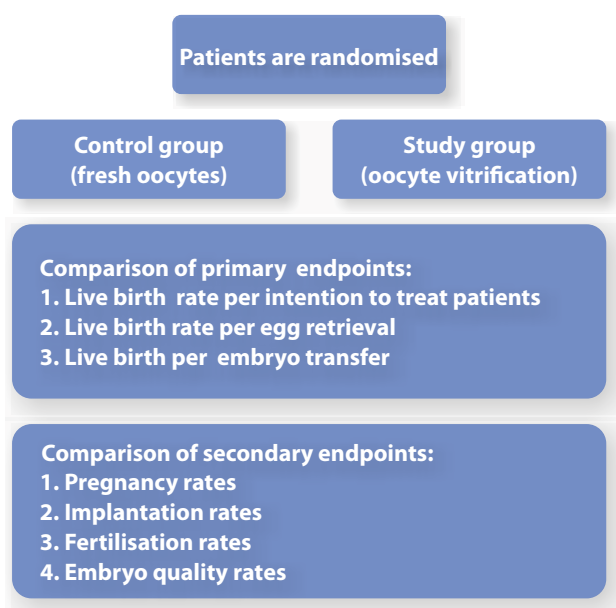 Patients are randomised
Control group
(fresh oocytes)
Study group
(oocyte vitrification)
Comparison of primary endpoints:
1. Live birth rate per intention to treat patients
2. Live birth rate per egg retrieval
3. Live birth per embryo transfer
Comparison of secondary endpoints:
1. Pregnancy rates
2. Implantation rates
3. Fertilisation rates
4. Embryo quality rates